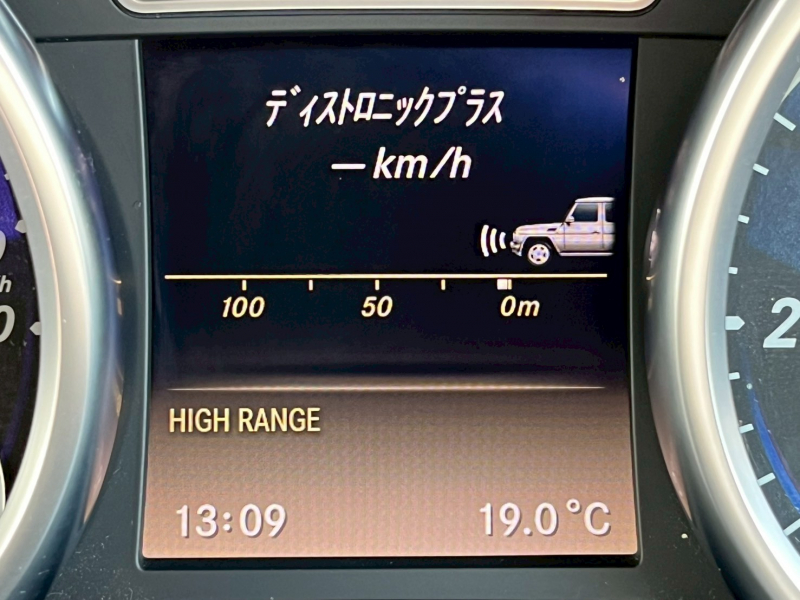 ディストロニックプラス
— km/h
100 50 0m
HIGH RANGE
13:09 19.0°C